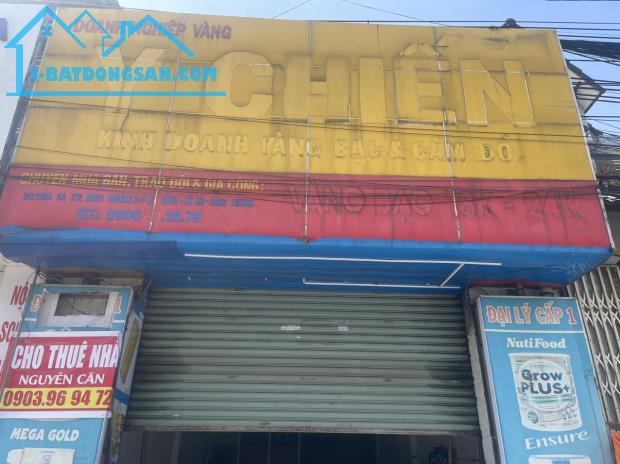 DOANH NGHIỆP VÀNG
I-BATDONGSAN.COM
Ý CHIẾN
KINH DOANH VÀNG BẠC & CẦM ĐỒ
CHUYÊN MUA BÁN, TRAO ĐỔI & GIA CÔNG:
ĐT: 0906 .39.79
ĐẠI LÝ CẤP 1
NutiFood
Grow
PLUS+
Ensure
CHO THUÊ NHÀ
NGUYÊN CĂN
0903.96 94 72
MEGA GOLD